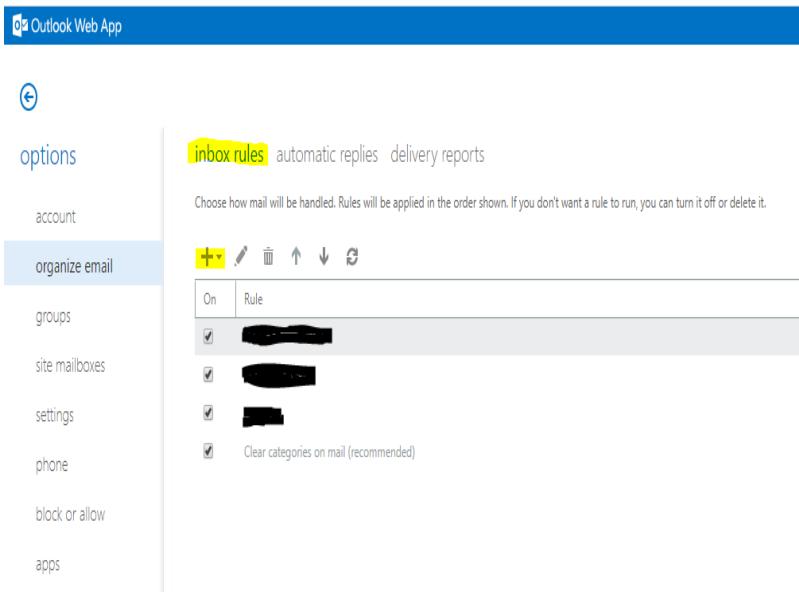 Outlook Web App
options
account
organize email
groups
site mailboxes
settings
phone
block or allow
apps
inbox rules automatic replies delivery reports
Choose how mail will be handled. Rules will be applied in the order shown. If you don't want a rule to run, you can turn it off or delete it.
On Rule
Clear categories on mail (recommended)